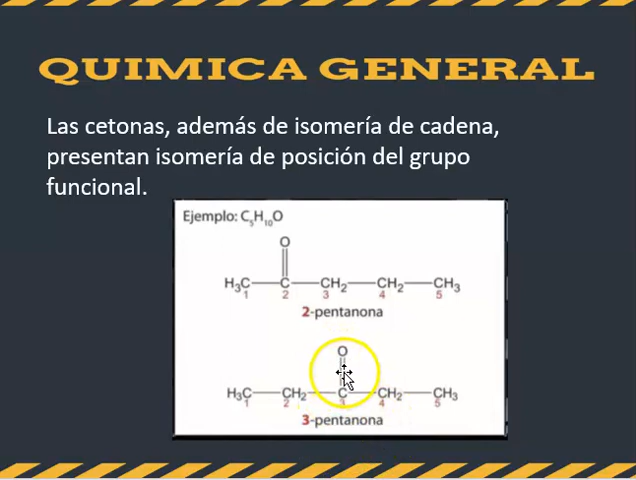 QUIMICA GENERAL
Las cetonas, además de isomería de cadena,
presentan isomería de posición del grupo
funcional.
Ejemplo: C₅H₁₀O
O
H₃C—C—CH₂—CH₂—CH₃
1 2 3 4 5
2-pentanona
O
H₃C—CH₂—C—CH₂—CH₃
1 2 3 4 5
3-pentanona